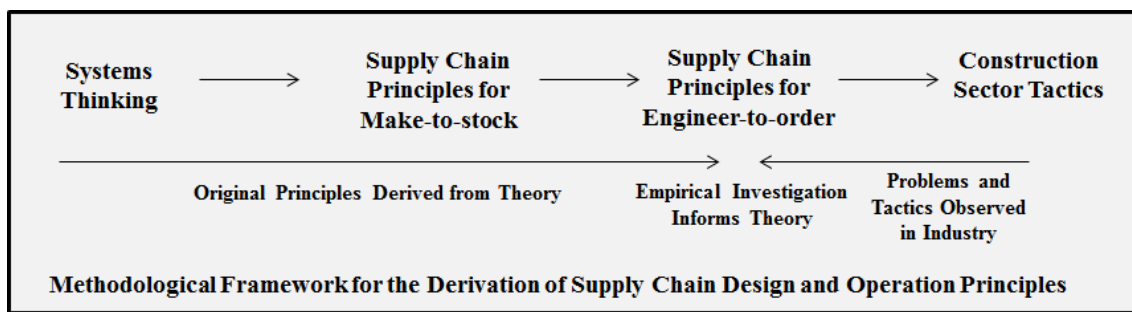 Systems
Thinking
Supply Chain
Principles for
Make-to-stock
Supply Chain
Principles for
Engineer-to-order
Construction
Sector Tactics
Original Principles Derived from Theory
Empirical Investigation
Informs Theory
Problems and
Tactics Observed
in Industry
Methodological Framework for the Derivation of Supply Chain Design and Operation Principles